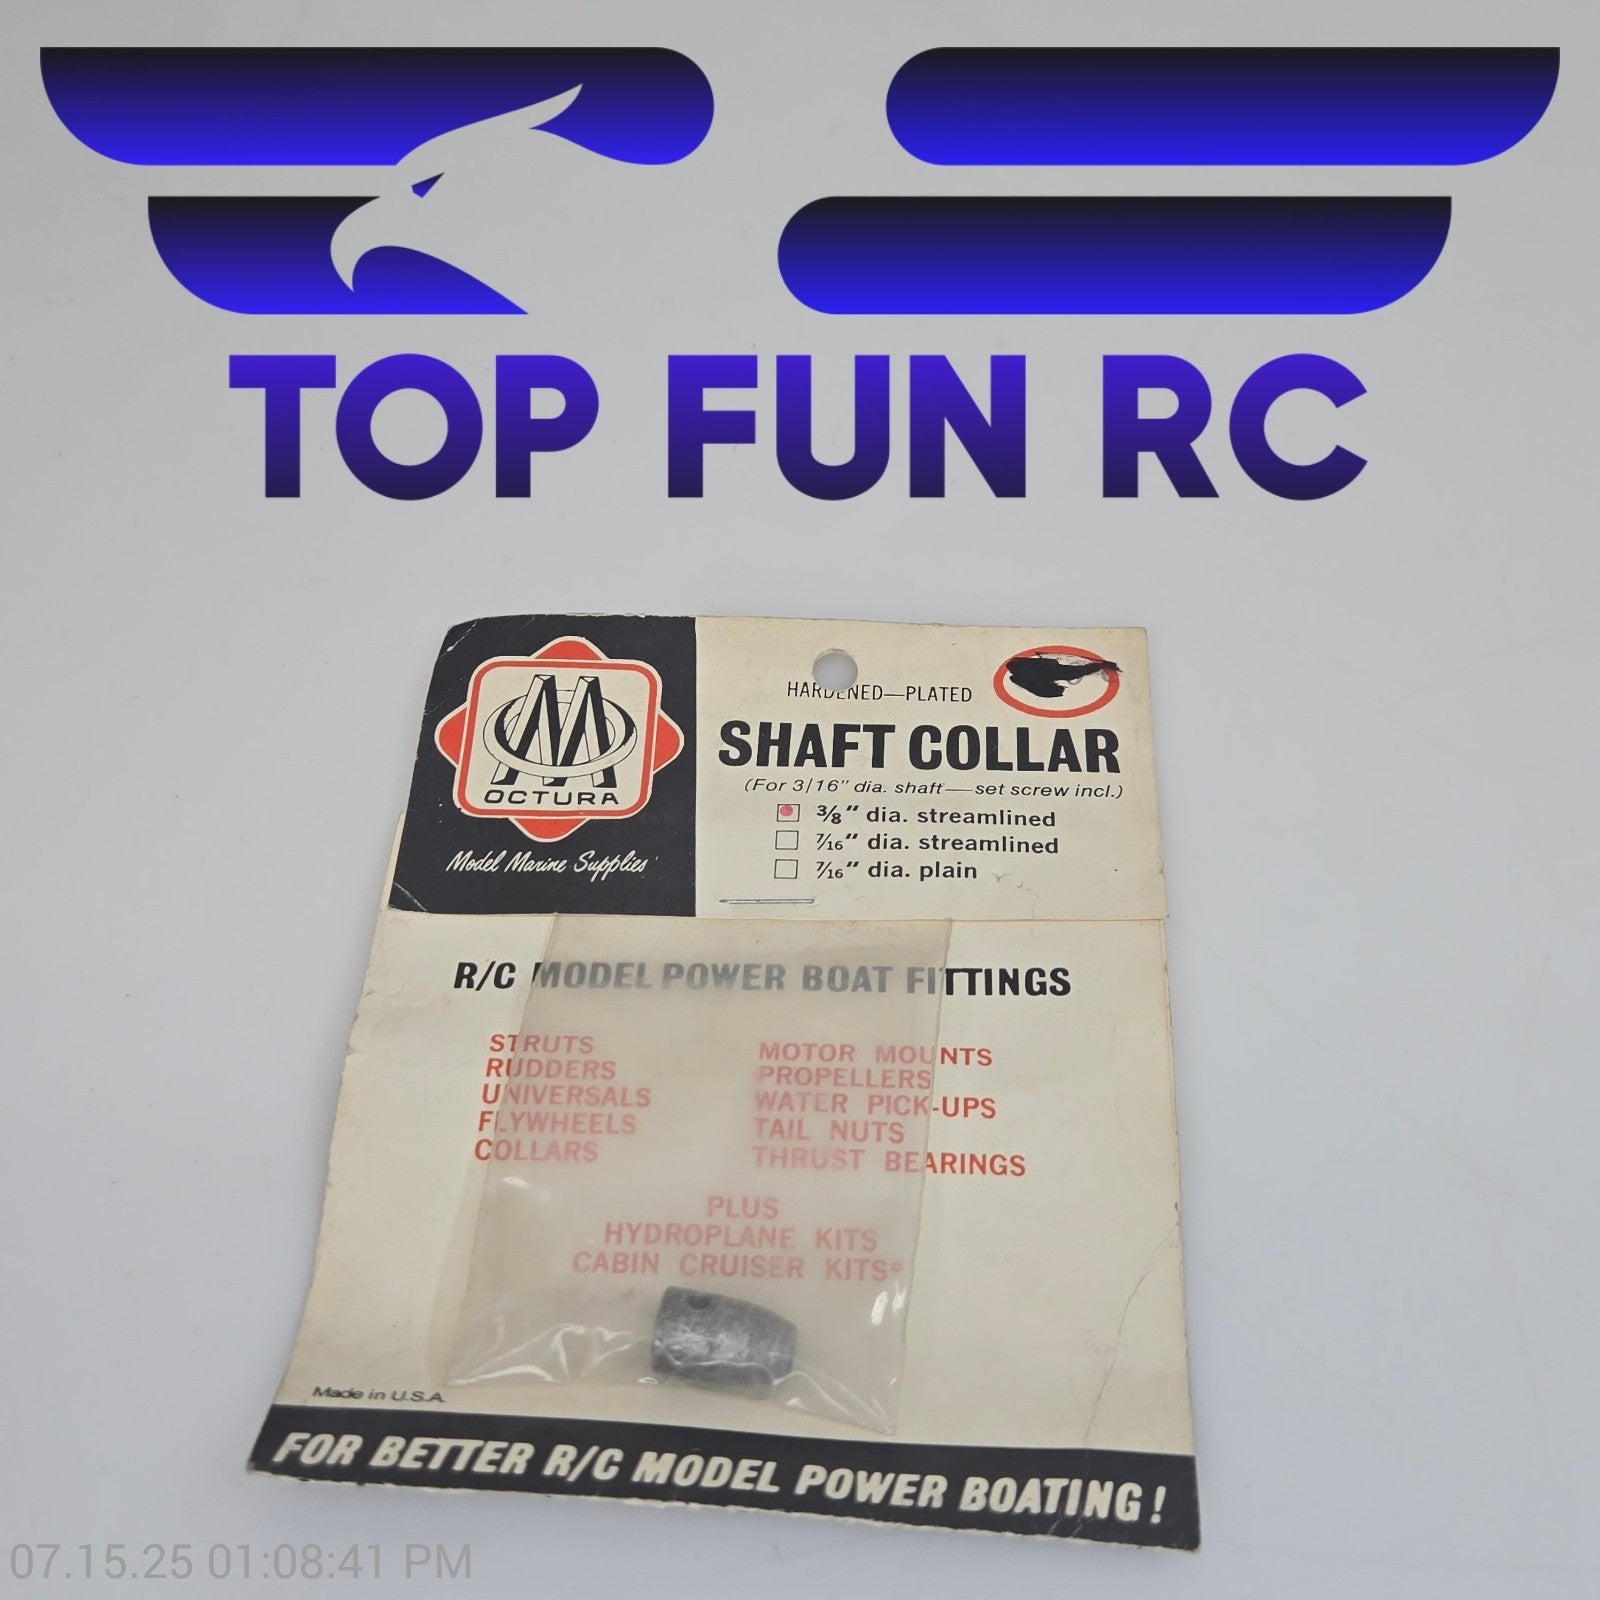 TOP FUN RC
OCTURA
Model Marine Supplies
HARDENED—PLATED
SHAFT COLLAR
(For 3/16" dia. shaft—set screw incl.)
3/8" dia. streamlined
7/16" dia. streamlined
7/16" dia. plain
R/C MODEL POWER BOAT FITTINGS
STRUTS
RUDDERS
UNIVERSALS
FLYWHEELS
COLLARS
MOTOR MOUNTS
PROPELLERS
WATER PICK-UPS
TAIL NUTS
THRUST BEARINGS
PLUS
HYDROPLANE KITS
CABIN CRUISER KITS*
Made in U.S.A.
FOR BETTER R/C MODEL POWER BOATING!
07.15.25 01:08:41 PM